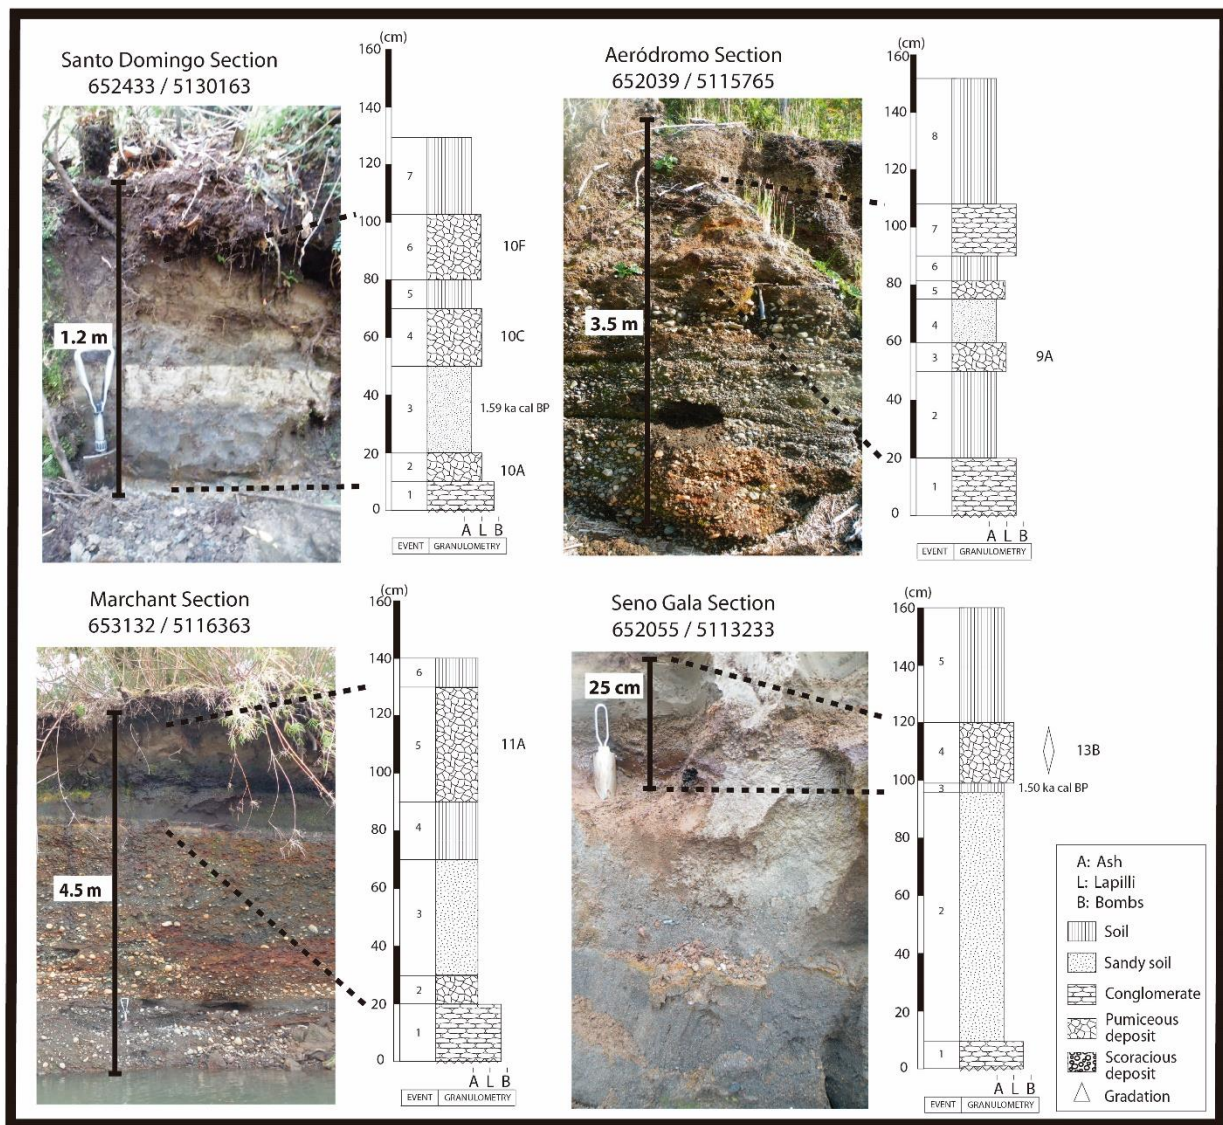 Santo Domingo Section
652433 / 5130163
1.2 m
(cm)
160
140
120
100
80
60
40
20
0
7
6
5
4
3
2
1
10F
10C
1.59 ka cal BP
10A
A L B
EVENT GRANULOMETRY
Aeródromo Section
652039 / 5115765
3.5 m
(cm)
160
140
120
100
80
60
40
20
0
8
7
6
5
4
3
2
1
9A
A L B
EVENT GRANULOMETRY
Marchant Section
653132 / 5116363
4.5 m
(cm)
160
140
120
100
80
60
40
20
0
6
5
4
3
2
1
11A
A L B
EVENT GRANULOMETRY
Seno Gala Section
652055 / 5113233
25 cm
(cm)
160
140
120
100
80
60
40
20
0
5
4
3
2
1
13B
1.50 ka cal BP
A L B
EVENT GRANULOMETRY
A: Ash
L: Lapilli
B: Bombs
Soil
Sandy soil
Conglomerate
Pumiceous
deposit
Scoracious
deposit
Gradation